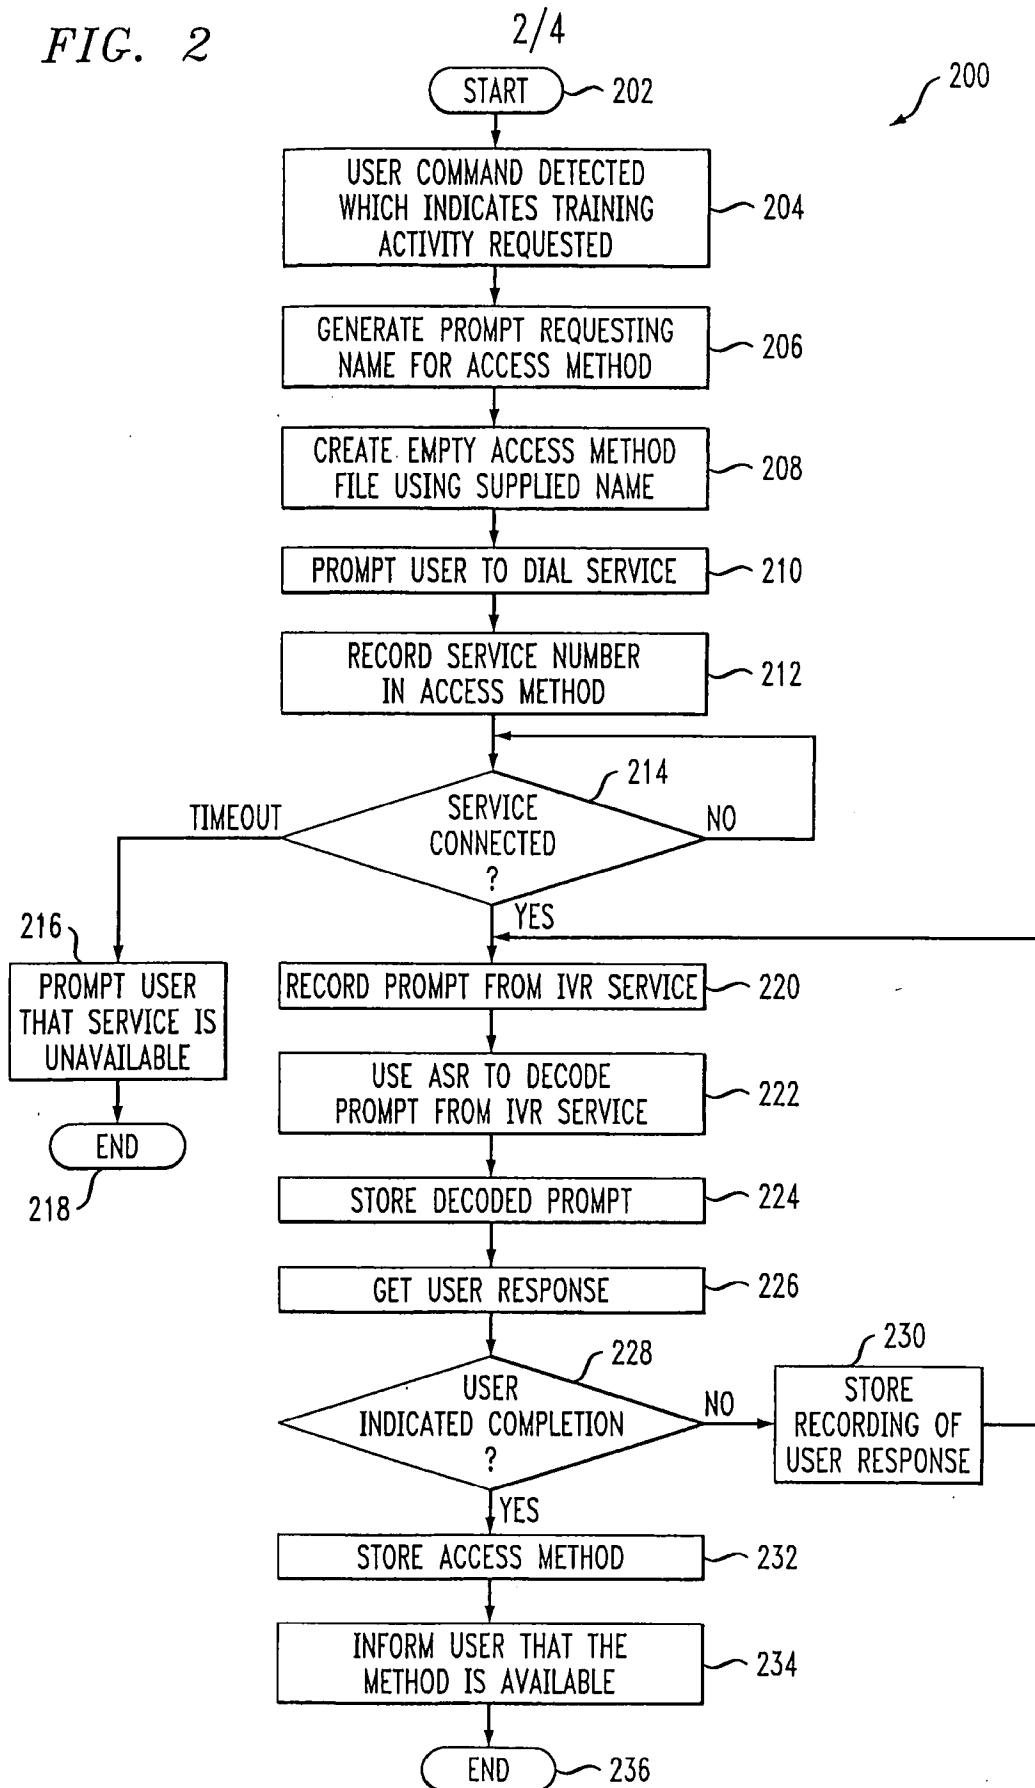 FIG. 2
2/4
200
START
202
USER COMMAND DETECTED
WHICH INDICATES TRAINING
ACTIVITY REQUESTED
204
GENERATE PROMPT REQUESTING
NAME FOR ACCESS METHOD
206
CREATE EMPTY ACCESS METHOD
FILE USING SUPPLIED NAME
208
PROMPT USER TO DIAL SERVICE
210
RECORD SERVICE NUMBER
IN ACCESS METHOD
212
214
SERVICE
CONNECTED
?
TIMEOUT
NO
YES
216
PROMPT USER
THAT SERVICE IS
UNAVAILABLE
END
218
RECORD PROMPT FROM IVR SERVICE
220
USE ASR TO DECODE
PROMPT FROM IVR SERVICE
222
STORE DECODED PROMPT
224
GET USER RESPONSE
226
228
USER
INDICATED COMPLETION
?
NO
230
STORE
RECORDING OF
USER RESPONSE
YES
STORE ACCESS METHOD
232
INFORM USER THAT THE
METHOD IS AVAILABLE
234
END
236